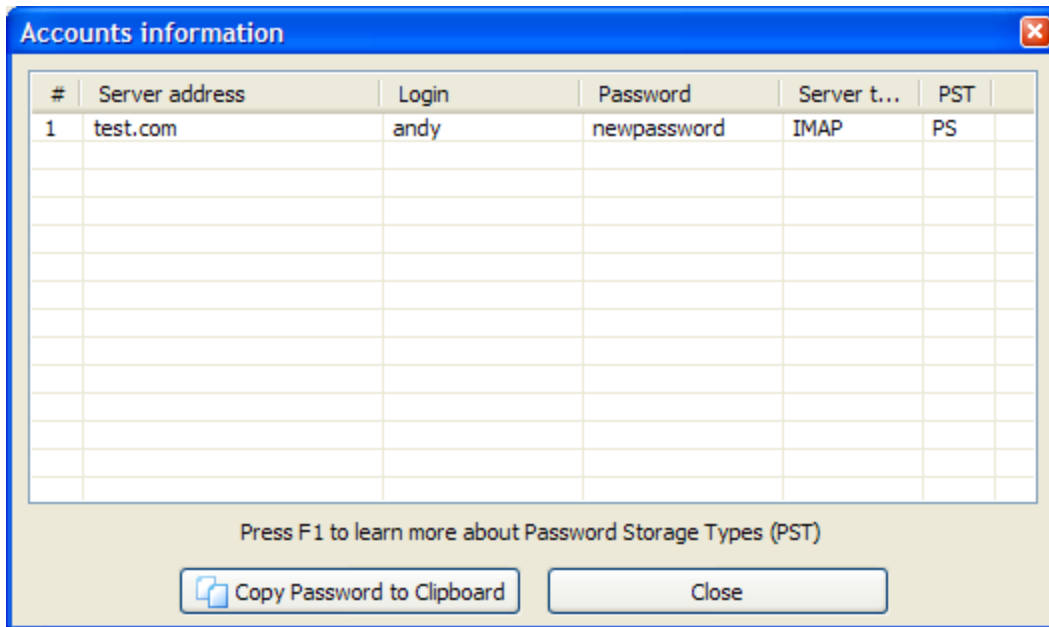 Accounts information
# Server address Login Password Server t... PST
1 test.com andy newpassword IMAP PS
Press F1 to learn more about Password Storage Types (PST)
Copy Password to Clipboard Close